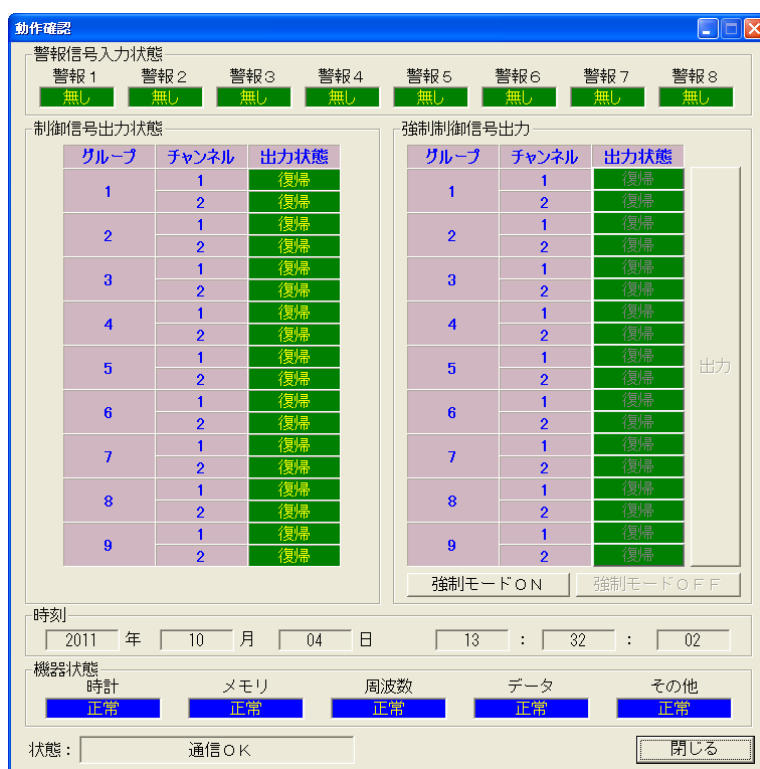 動作確認
警報信号入力状態
警報1 警報2 警報3 警報4 警報5 警報6 警報7 警報8
無し 無し 無し 無し 無し 無し 無し 無し
制御信号出力状態
グループ チャンネル 出力状態
1 1 復帰
2 復帰
2 1 復帰
2 復帰
3 1 復帰
2 復帰
4 1 復帰
2 復帰
5 1 復帰
2 復帰
6 1 復帰
2 復帰
7 1 復帰
2 復帰
8 1 復帰
2 復帰
9 1 復帰
2 復帰
強制制御信号出力
グループ チャンネル 出力状態
1 1 復帰
2 復帰
2 1 復帰
2 復帰
3 1 復帰
2 復帰
4 1 復帰
2 復帰
5 1 復帰
2 復帰
6 1 復帰
2 復帰
7 1 復帰
2 復帰
8 1 復帰
2 復帰
9 1 復帰
2 復帰
出力
強制モードON 強制モードOFF
時刻
2011 年 10 月 04 日 13 : 32 : 02
機器状態
時計 メモリ 周波数 データ その他
正常 正常 正常 正常 正常
状態: 通信OK 閉じる